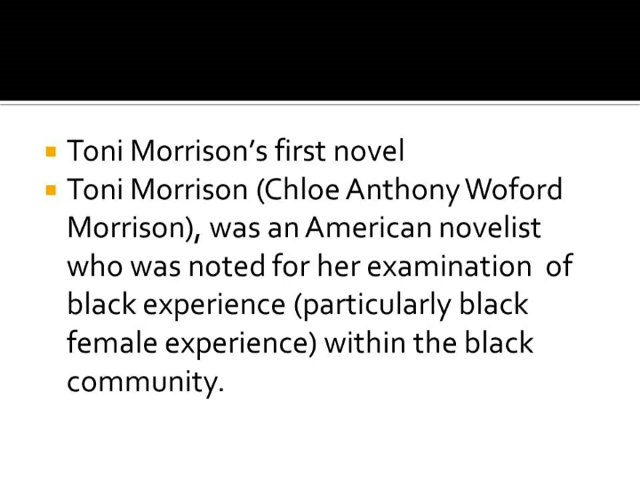 Toni Morrison’s first novel
Toni Morrison (Chloe Anthony Woford
Morrison), was an American novelist
who was noted for her examination  of
black experience (particularly black
female experience) within the black
community.